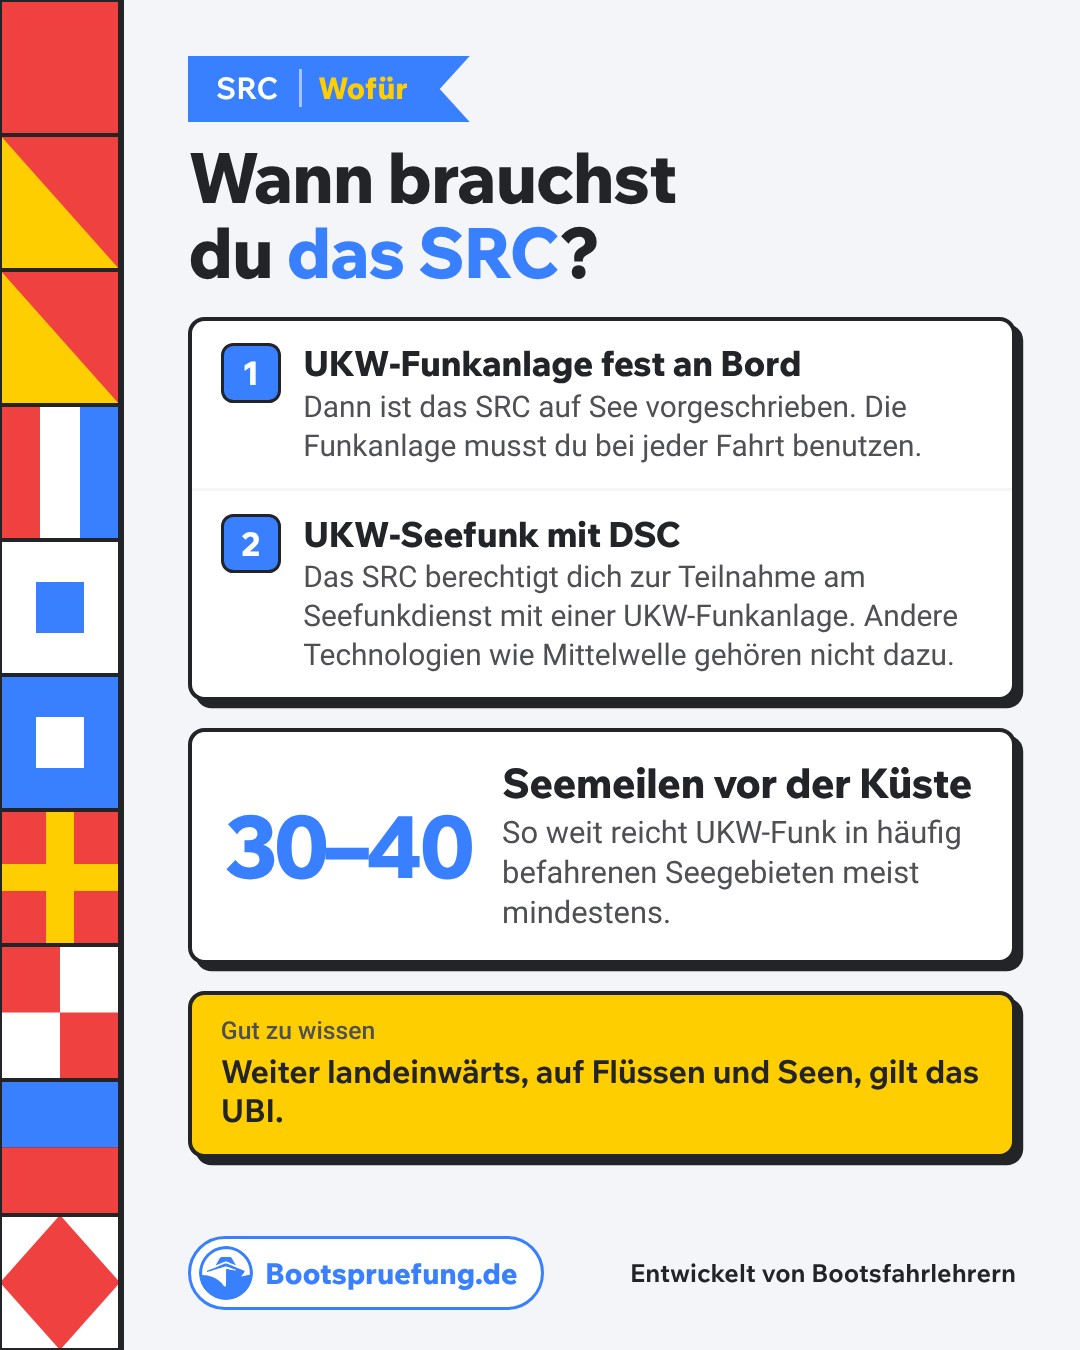 SRC | Wofür
Wann brauchst
du das SRC?
1
UKW-Funkanlage fest an Bord
Dann ist das SRC auf See vorgeschrieben. Die
Funkanlage musst du bei jeder Fahrt benutzen.
2
UKW-Seefunk mit DSC
Das SRC berechtigt dich zur Teilnahme am
Seefunkdienst mit einer UKW-Funkanlage. Andere
Technologien wie Mittelwelle gehören nicht dazu.
30–40
Seemeilen vor der Küste
So weit reicht UKW-Funk in häufig
befahrenen Seegebieten meist
mindestens.
Gut zu wissen
Weiter landeinwärts, auf Flüssen und Seen, gilt das
UBI.
Bootspruefung.de
Entwickelt von Bootsfahrlehrern